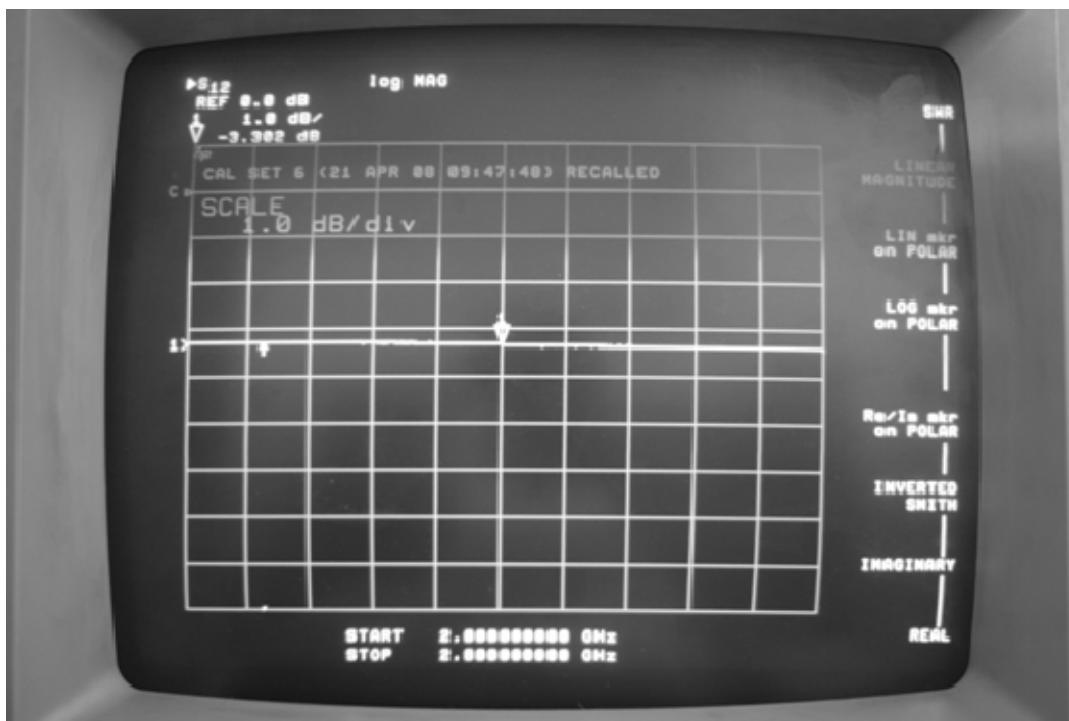 ►S12 log MAG
REF 0.0 dB
1 1.0 dB/
-3.302 dB
CAL SET 6 (21 APR 08 09:47:48) RECALLED
C ►
SCALE
1.0 dB/div
1>
START 2.000000000 GHz
STOP 2.000000000 GHz
SWR
LINEAR
MAGNITUDE
LIN mkr
on POLAR
LOG mkr
on POLAR
Re/Im mkr
on POLAR
INVERTED
SMITH
IMAGINARY
REAL